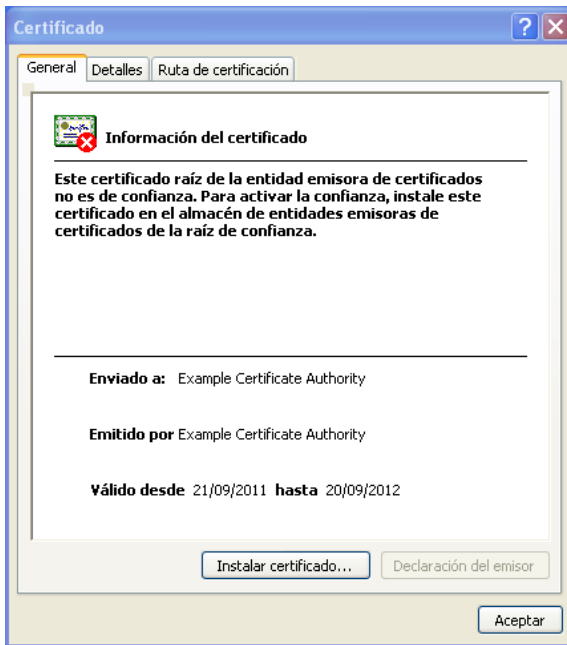 Certificado
General Detalles Ruta de certificación
Información del certificado
Este certificado raíz de la entidad emisora de certificados
no es de confianza. Para activar la confianza, instale este
certificado en el almacén de entidades emisoras de
certificados de la raíz de confianza.
Enviado a: Example Certificate Authority
Emitido por Example Certificate Authority
Válido desde 21/09/2011 hasta 20/09/2012
Instalar certificado... Declaración del emisor
Aceptar